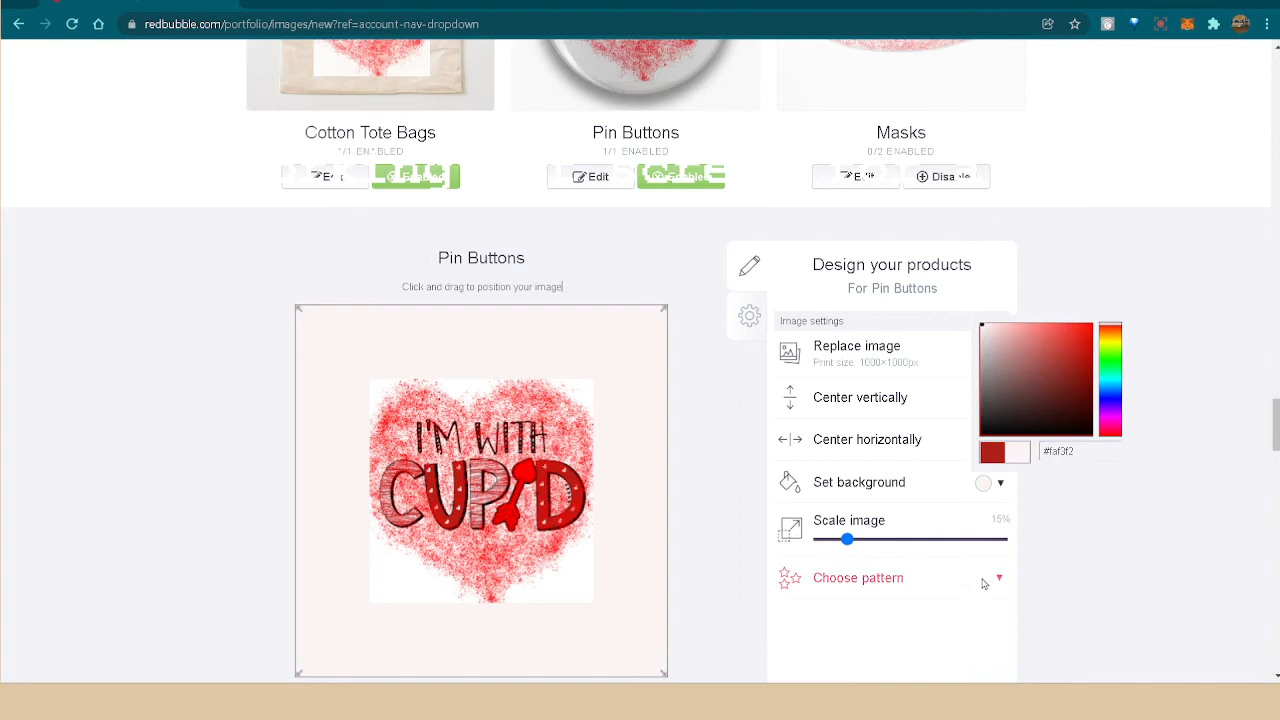 redbubble.com/portfolio/images/new?ref=account-nav-dropdown
Cotton Tote Bags
Pin Buttons
Masks
1/1 ENABLED
0/2 ENABLED
Edit
Pin Buttons
Click and drag to position your image
I'M WITH
CUPID
Design your products
For Pin Buttons
Image settings
Replace image
Print size: 1000×1000px
Center vertically
Center horizontally
#faf3f2
Set background
Scale image
15%
Choose pattern